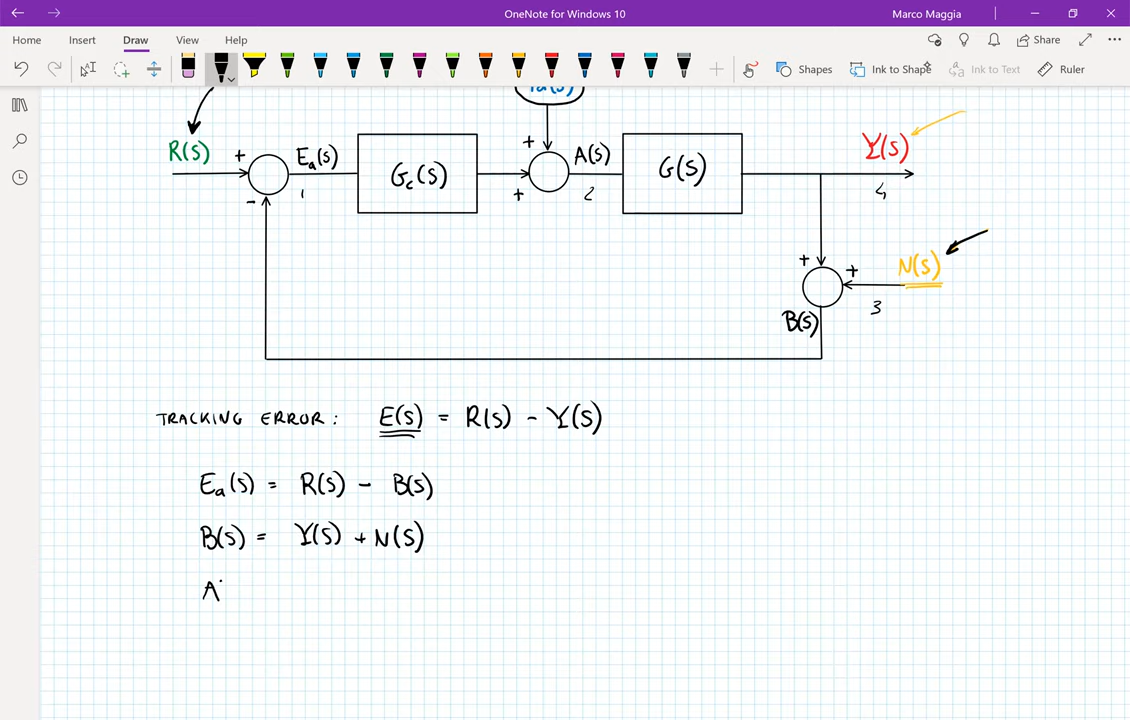 OneNote for Windows 10
Marco Maggia
Home Insert Draw View Help
Share
Shapes
Ink to Shape
Ink to Text
Ruler
R(s)
+
-
Ea(s)
1
Gc(s)
+
+
A(s)
2
G(s)
Y(s)
4
+
+
N(s)
3
B(s)
TRACKING ERROR: E(s) = R(s) - Y(s)
Ea(s) = R(s) - B(s)
B(s) = Y(s) + N(s)
A